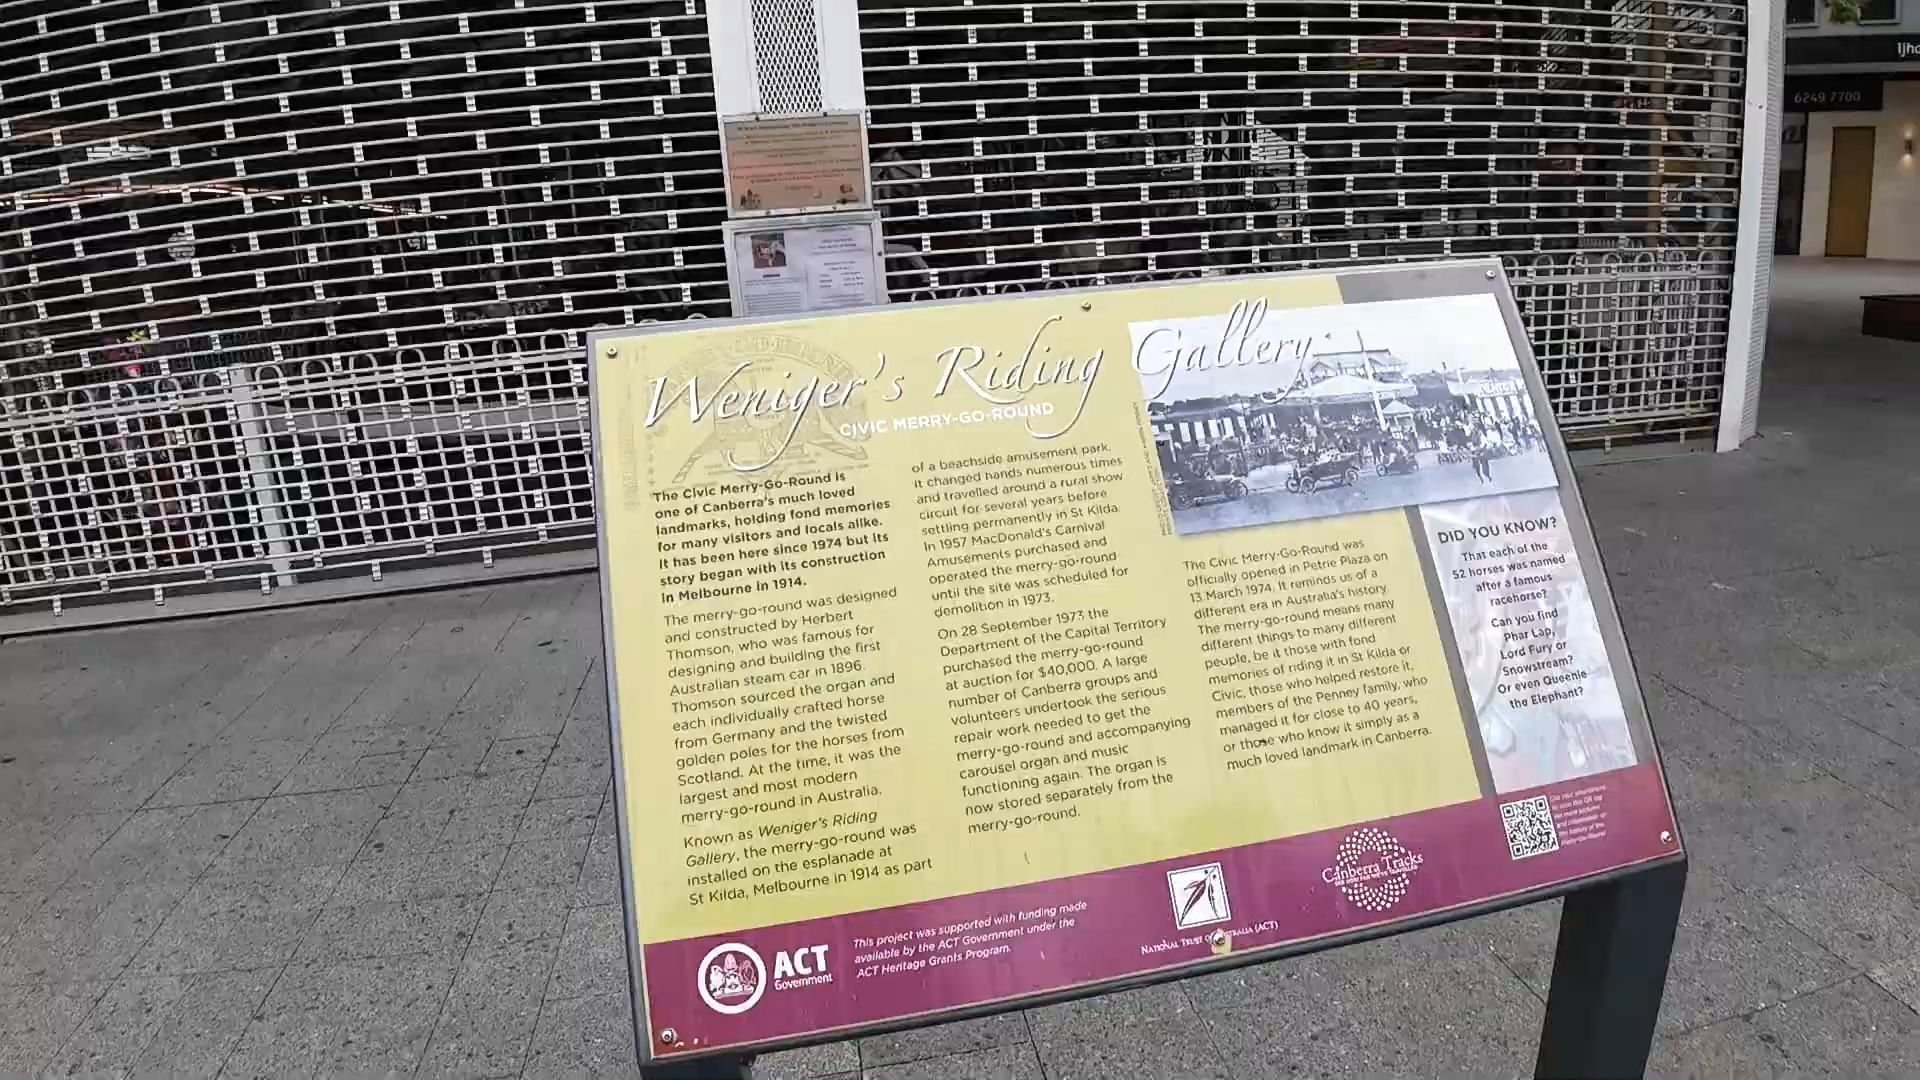 ljho
6249 7700
Weniger's Riding Gallery
CIVIC MERRY-GO-ROUND
The Civic Merry-Go-Round is
one of Canberra's much loved
landmarks, holding fond memories
for many visitors and locals alike.
It has been here since 1974 but its
story began with its construction
in Melbourne in 1914.
The merry-go-round was designed
and constructed by Herbert
Thomson, who was famous for
designing and building the first
Australian steam car in 1896.
Thomson sourced the organ and
each individually crafted horse
from Germany and the twisted
golden poles for the horses from
Scotland. At the time, it was the
largest and most modern
merry-go-round in Australia.
Known as Weniger's Riding
Gallery, the merry-go-round was
installed on the esplanade at
St Kilda, Melbourne in 1914 as part
of a beachside amusement park.
It changed hands numerous times
and travelled around a rural show
circuit for several years before
settling permanently in St Kilda.
In 1957 MacDonald's Carnival
Amusements purchased and
operated the merry-go-round
until the site was scheduled for
demolition in 1973.
On 28 September 1973 the
Department of the Capital Territory
purchased the merry-go-round
at auction for $40,000. A large
number of Canberra groups and
volunteers undertook the serious
repair work needed to get the
merry-go-round and accompanying
carousel organ and music
functioning again. The organ is
now stored separately from the
merry-go-round.
The Civic Merry-Go-Round was
officially opened in Petrie Plaza on
13 March 1974. It reminds us of a
different era in Australia's history.
The merry-go-round means many
different things to many different
people, be it those with fond
memories of riding it in St Kilda or
Civic, those who helped restore it,
members of the Penney family, who
managed it for close to 40 years,
or those who know it simply as a
much loved landmark in Canberra.
DID YOU KNOW?
That each of the
52 horses was named
after a famous
racehorse?
Can you find
Phar Lap,
Lord Fury or
Snowstream?
Or even Queenie
the Elephant?
ACT
Government
This project was supported with funding made
available by the ACT Government under the
ACT Heritage Grants Program.
NATIONAL TRUST OF AUSTRALIA (ACT)
Canberra Tracks
SEE HOW FAR WE'VE TRAVELLED